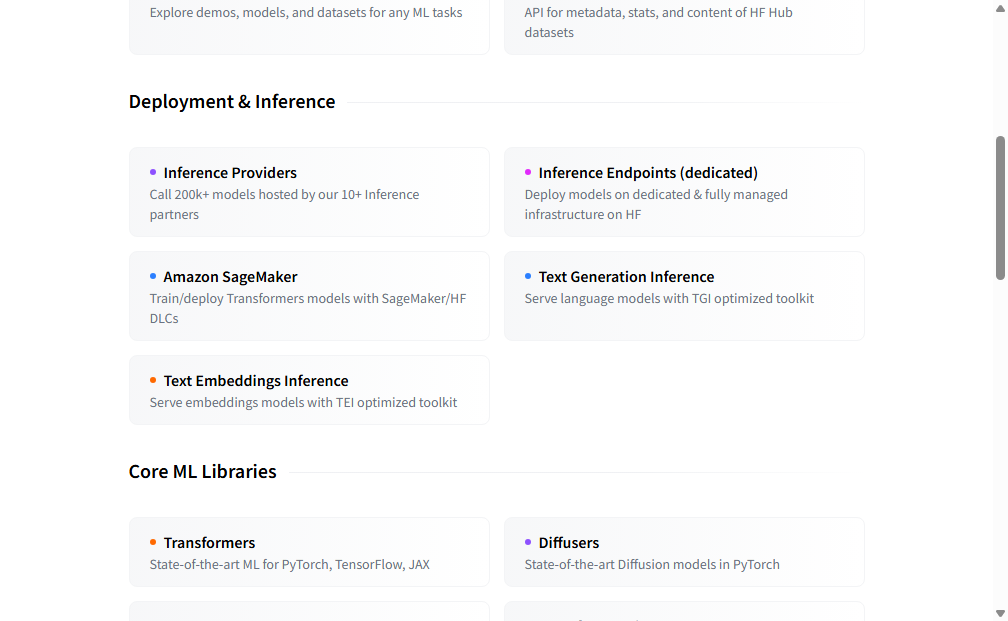 Explore demos, models, and datasets for any ML tasks
API for metadata, stats, and content of HF Hub
datasets
Deployment & Inference
Inference Providers
Call 200k+ models hosted by our 10+ Inference
partners
Inference Endpoints (dedicated)
Deploy models on dedicated & fully managed
infrastructure on HF
Amazon SageMaker
Train/deploy Transformers models with SageMaker/HF
DLCs
Text Generation Inference
Serve language models with TGI optimized toolkit
Text Embeddings Inference
Serve embeddings models with TEI optimized toolkit
Core ML Libraries
Transformers
State-of-the-art ML for PyTorch, TensorFlow, JAX
Diffusers
State-of-the-art Diffusion models in PyTorch